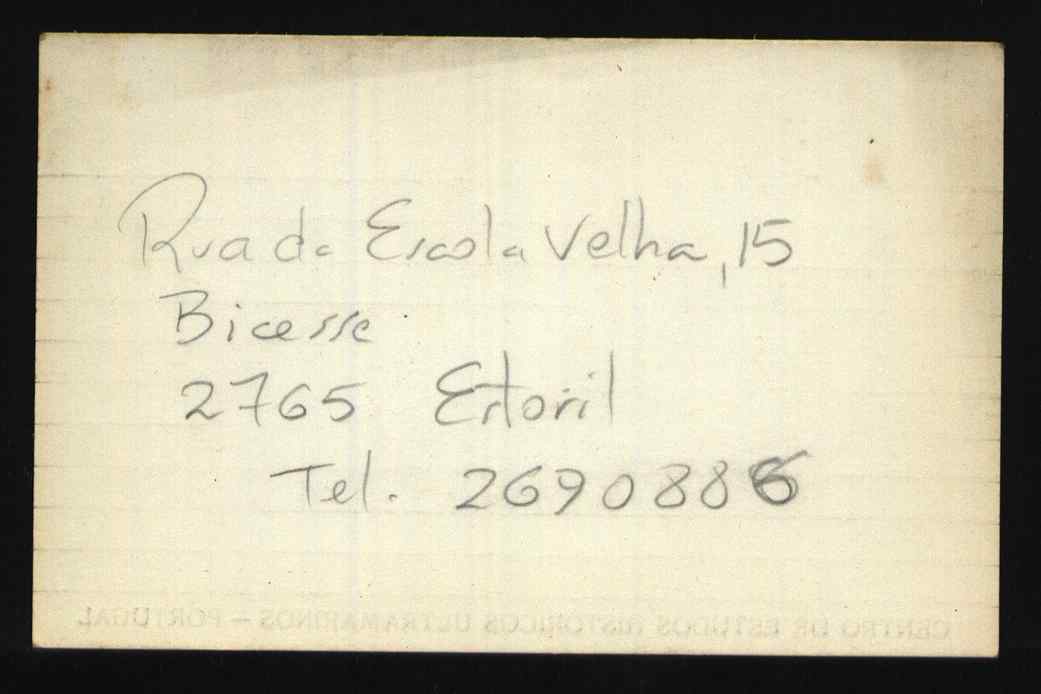 Rua da Escola Velha, 15
Bicesse
2765 Estoril
Tel. 2690886
CENTRO DE ESTUDOS HISTÓRICOS ULTRAMARINOS – PORTUGAL